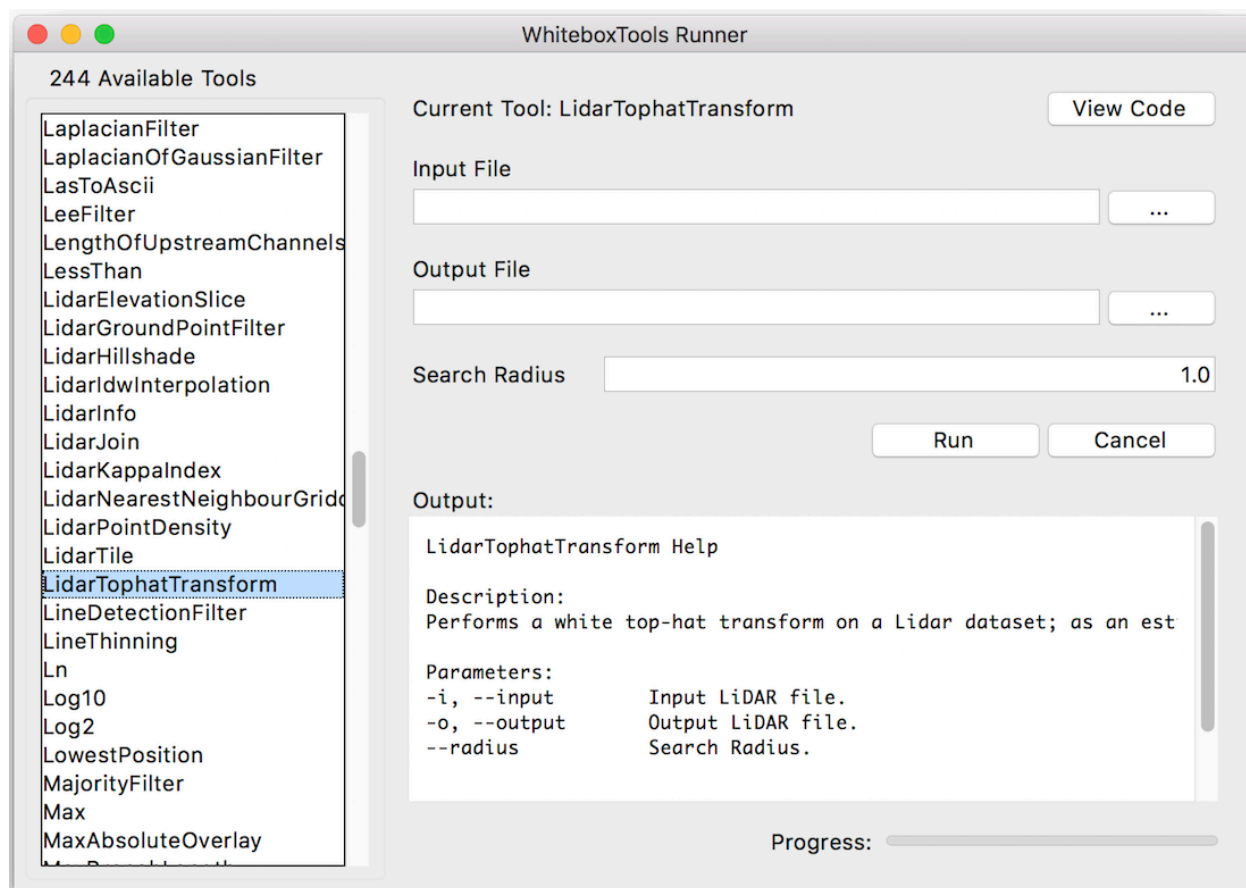 WhiteboxTools Runner
244 Available Tools
LaplacianFilter
LaplacianOfGaussianFilter
LasToAscii
LeeFilter
LengthOfUpstreamChannels
LessThan
LidarElevationSlice
LidarGroundPointFilter
LidarHillshade
LidarIdwInterpolation
LidarInfo
LidarJoin
LidarKappaIndex
LidarNearestNeighbourGridd
LidarPointDensity
LidarTile
LidarTophatTransform
LineDetectionFilter
LineThinning
Ln
Log10
Log2
LowestPosition
MajorityFilter
Max
MaxAbsoluteOverlay
Current Tool: LidarTophatTransform
View Code
Input File
...
Output File
...
Search Radius 1.0
Run Cancel
Output:
LidarTophatTransform Help
Description:
Performs a white top-hat transform on a Lidar dataset; as an est
Parameters:
-i, --input Input LiDAR file.
-o, --output Output LiDAR file.
--radius Search Radius.
Progress: